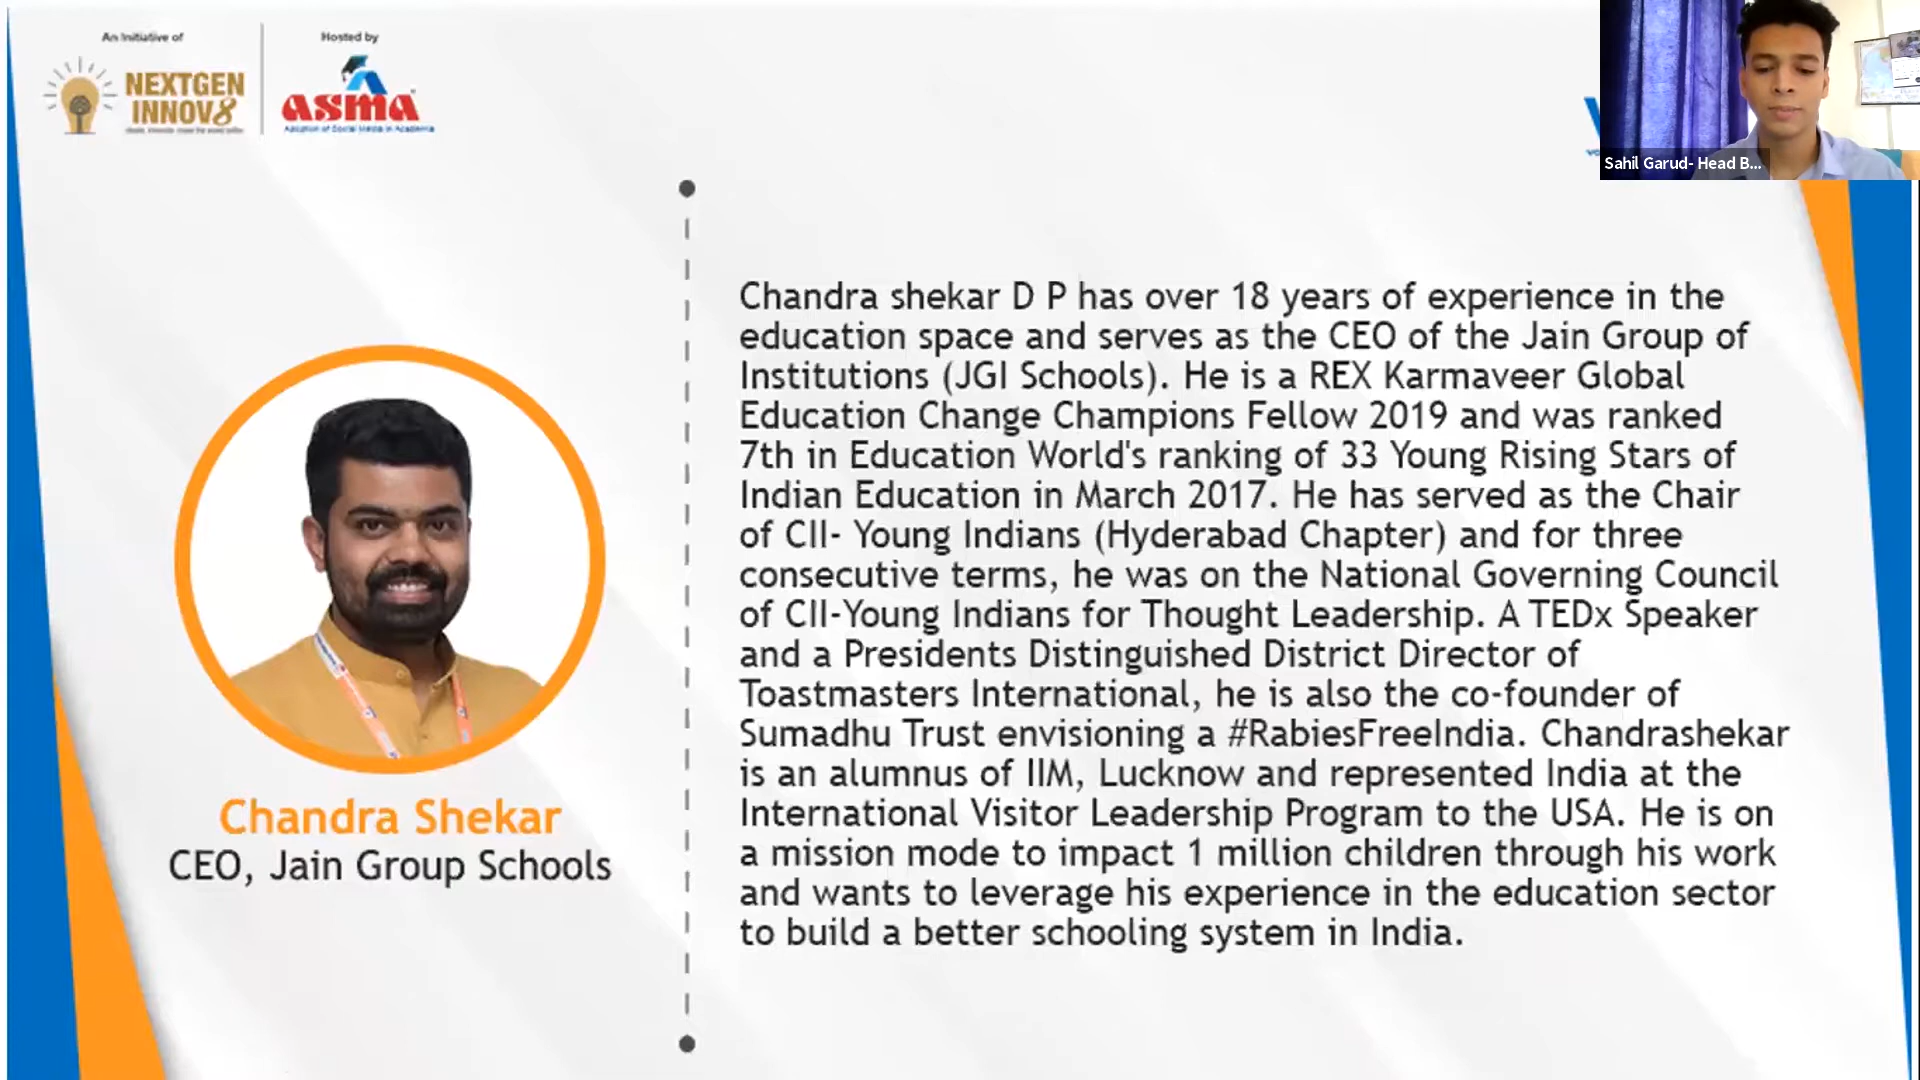 An Initiative of
NEXTGEN
INNOV8
Hosted by
ASMA
Adoption of Social Media in Academia
Sahil Garud- Head B...
Chandra shekar D P has over 18 years of experience in the
education space and serves as the CEO of the Jain Group of
Institutions (JGI Schools). He is a REX Karmaveer Global
Education Change Champions Fellow 2019 and was ranked
7th in Education World's ranking of 33 Young Rising Stars of
Indian Education in March 2017. He has served as the Chair
of CII- Young Indians (Hyderabad Chapter) and for three
consecutive terms, he was on the National Governing Council
of CII-Young Indians for Thought Leadership. A TEDx Speaker
and a Presidents Distinguished District Director of
Toastmasters International, he is also the co-founder of
Sumadhu Trust envisioning a #RabiesFreeIndia. Chandrashekar
is an alumnus of IIM, Lucknow and represented India at the
International Visitor Leadership Program to the USA. He is on
a mission mode to impact 1 million children through his work
and wants to leverage his experience in the education sector
to build a better schooling system in India.
Chandra Shekar
CEO, Jain Group Schools